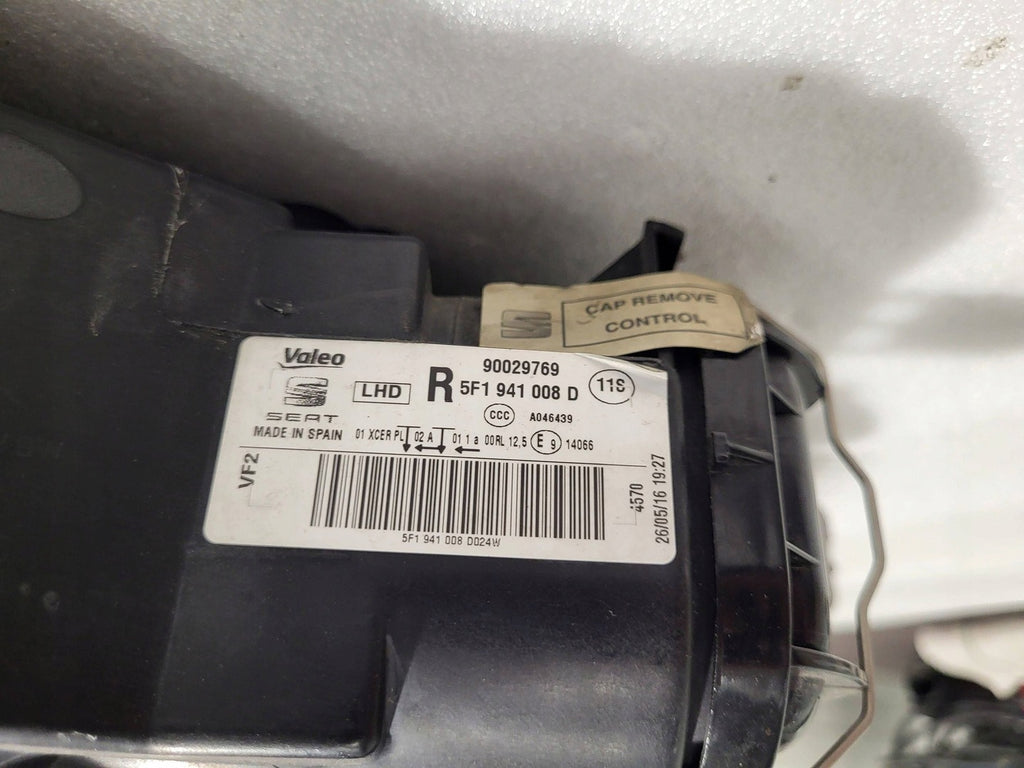 CAP REMOVE
CONTROL
Valeo
90029769
LHD R 5F1 941 008 D 11S
SEAT
CCC A046439
MADE IN SPAIN 01 XCER PL 02 A 01 1 a 00RL 12,5 E 9 14066
VF2
4570
26/05/16 19:27
5F1 941 008 D024W